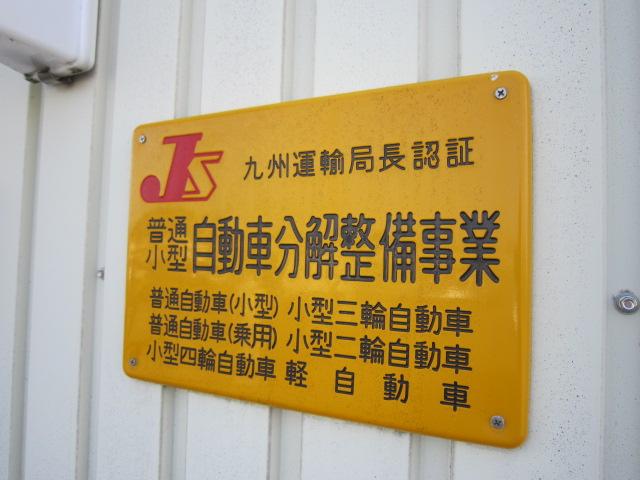 JS 九州運輸局長認証
普通小型 自動車分解整備事業
普通自動車(小型) 小型三輪自動車
普通自動車(乗用) 小型二輪自動車
小型四輪自動車 軽自動車